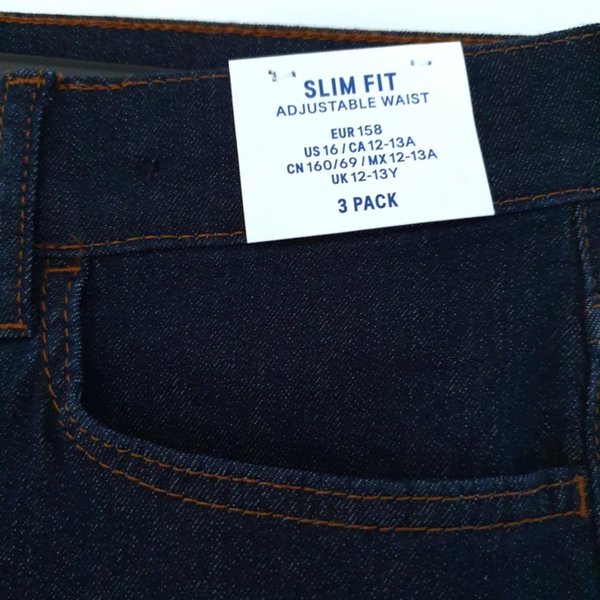 SLIM FIT
ADJUSTABLE WAIST
EUR 158
US 16 / CA 12-13A
CN 160/69 / MX 12-13A
UK 12-13Y
3 PACK